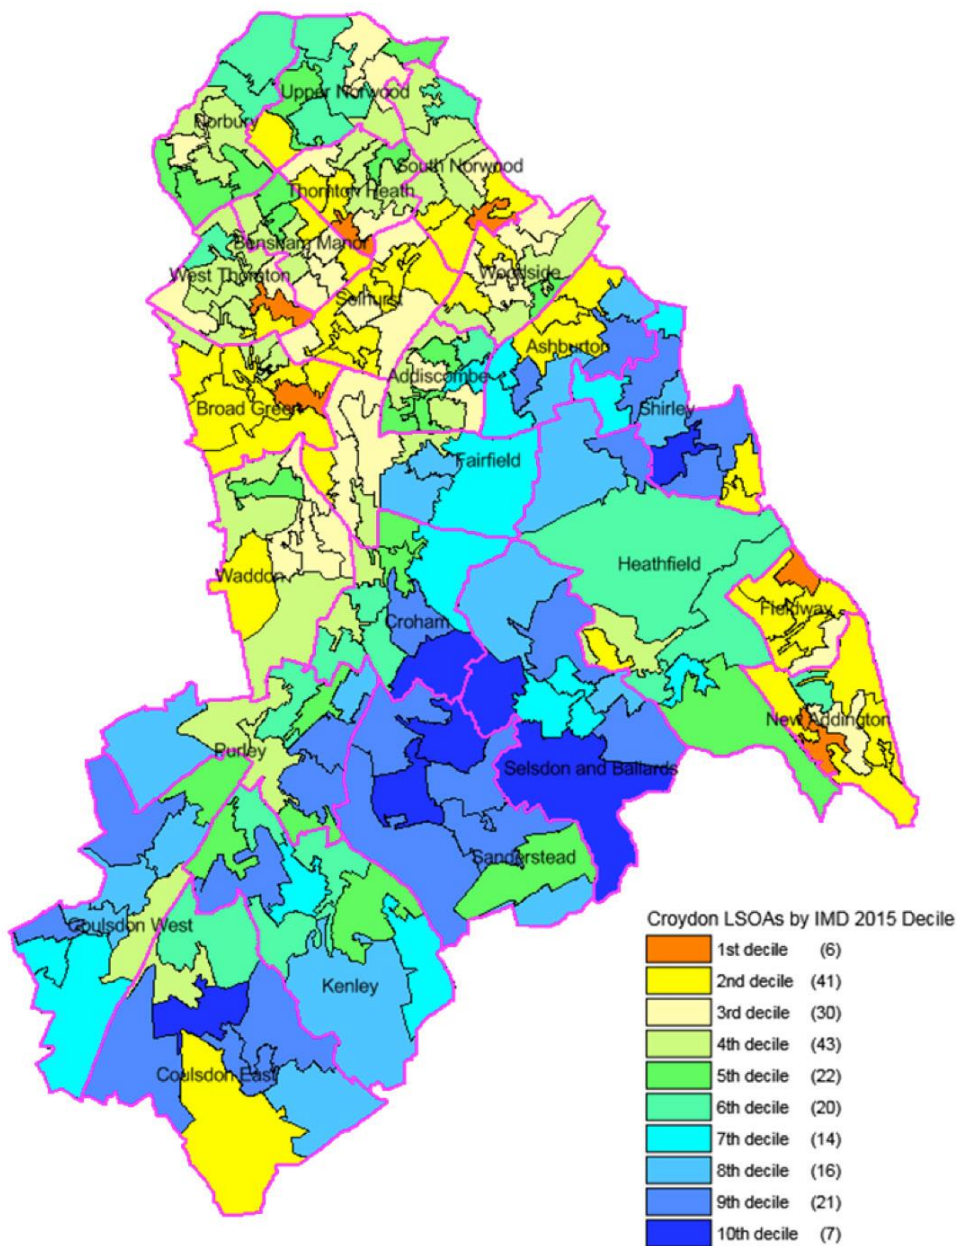 Upper Norwood
Norbury
South Norwood
Thornton Heath
Bensham Manor
West Thornton
Woodside
Selhurst
Ashburton
Addiscombe
Broad Green
Shirley
Fairfield
Heathfield
Waddon
Fieldway
Croham
New Addington
Purley
Selsdon and Ballards
Sanderstead
Coulsdon West
Kenley
Coulsdon East
Croydon LSOAs by IMD 2015 Decile
1st decile (6)
2nd decile (41)
3rd decile (30)
4th decile (43)
5th decile (22)
6th decile (20)
7th decile (14)
8th decile (16)
9th decile (21)
10th decile (7)